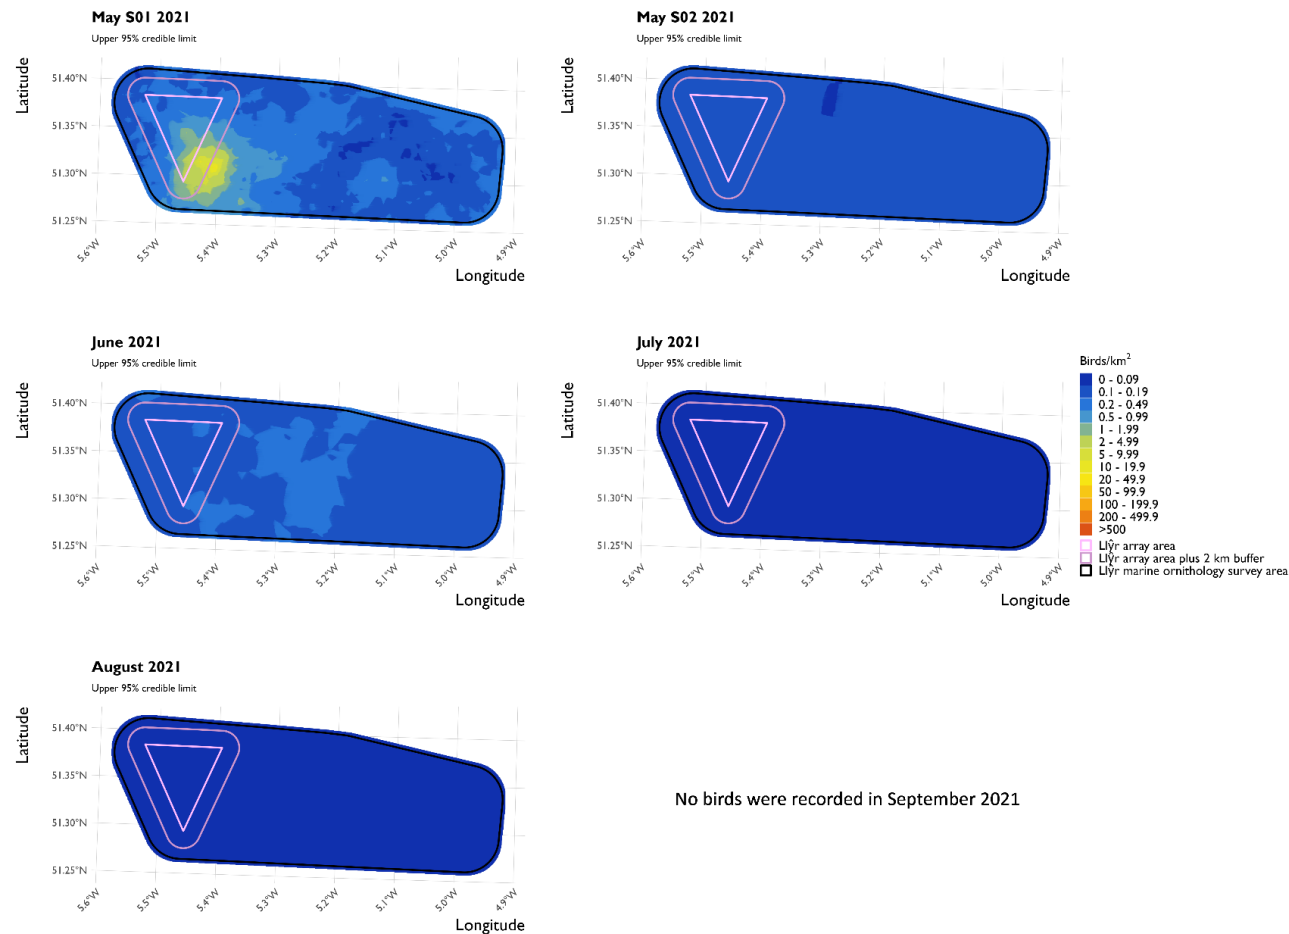 May S01 2021
Upper 95% credible limit
Latitude
51.40°N
51.35°N
51.30°N
51.25°N
5.6°W
5.5°W
5.4°W
5.3°W
5.2°W
5.1°W
5.0°W
4.9°W
Longitude
May S02 2021
Upper 95% credible limit
Latitude
51.40°N
51.35°N
51.30°N
51.25°N
5.6°W
5.5°W
5.4°W
5.3°W
5.2°W
5.1°W
5.0°W
4.9°W
Longitude
June 2021
Upper 95% credible limit
Latitude
51.40°N
51.35°N
51.30°N
51.25°N
5.6°W
5.5°W
5.4°W
5.3°W
5.2°W
5.1°W
5.0°W
4.9°W
Longitude
July 2021
Upper 95% credible limit
Latitude
51.40°N
51.35°N
51.30°N
51.25°N
5.6°W
5.5°W
5.4°W
5.3°W
5.2°W
5.1°W
5.0°W
4.9°W
Longitude
Birds/km²
0 - 0.09
0.1 - 0.19
0.2 - 0.49
0.5 - 0.99
1 - 1.99
2 - 4.99
5 - 9.99
10 - 19.9
20 - 49.9
50 - 99.9
100 - 199.9
200 - 499.9
>500
Llŷr array area
Llŷr array area plus 2 km buffer
Llŷr marine ornithology survey area
August 2021
Upper 95% credible limit
Latitude
51.40°N
51.35°N
51.30°N
51.25°N
5.6°W
5.5°W
5.4°W
5.3°W
5.2°W
5.1°W
5.0°W
4.9°W
Longitude
No birds were recorded in September 2021